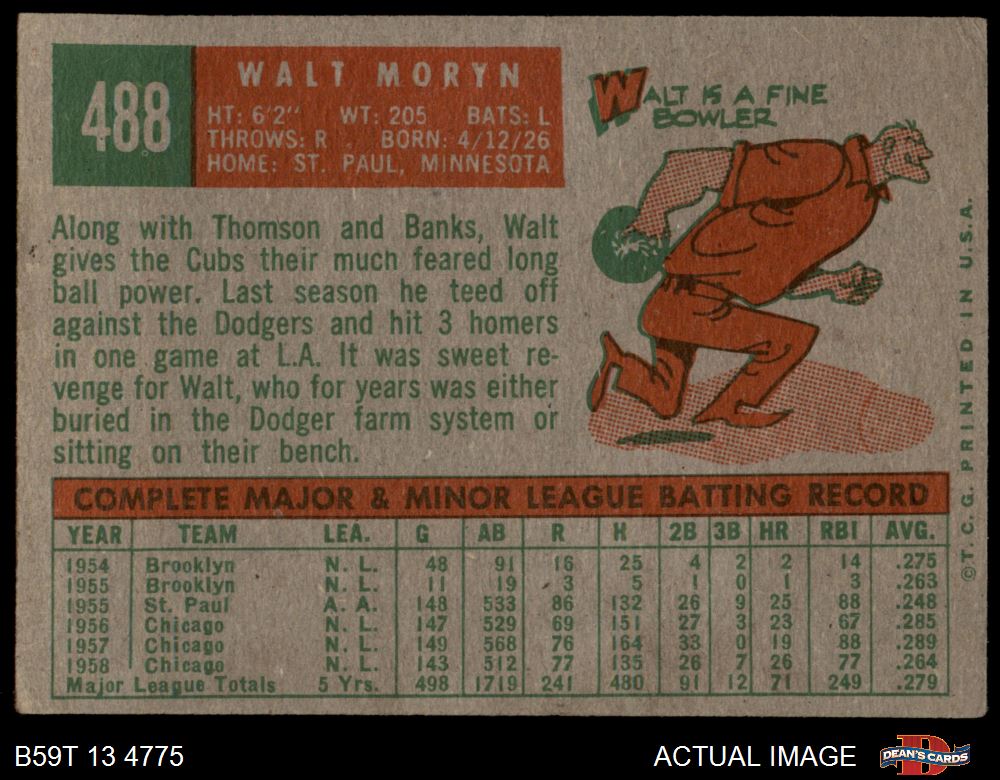 488
WALT MORYN
HT: 6'2" WT: 205 BATS: L
THROWS: R . BORN: 4/12/26
HOME: ST. PAUL, MINNESOTA
WALT IS A FINE
BOWLER
Along with Thomson and Banks, Walt
gives the Cubs their much feared long
ball power. Last season he teed off
against the Dodgers and hit 3 homers
in one game at L.A. It was sweet re-
venge for Walt, who for years was either
buried in the Dodger farm system or
sitting on their bench.
COMPLETE MAJOR & MINOR LEAGUE BATTING RECORD
YEAR TEAM LEA. G AB R H 2B 3B HR RBI AVG.
1954 Brooklyn N. L. 48 91 16 25 4 2 2 14 .275
1955 Brooklyn N. L. 11 19 3 5 1 0 1 3 .263
1955 St. Paul A. A. 148 533 86 132 26 9 25 88 .248
1956 Chicago N. L. 147 529 69 151 27 3 23 67 .285
1957 Chicago N. L. 149 568 76 164 33 0 19 88 .289
1958 Chicago N. L. 143 512 77 135 26 7 26 77 .264
Major League Totals 5 Yrs. 498 1719 241 480 91 12 71 249 .279
©T.C.G. PRINTED IN U.S.A.
B59T 13 4775
ACTUAL IMAGE
D
DEAN'S CARDS